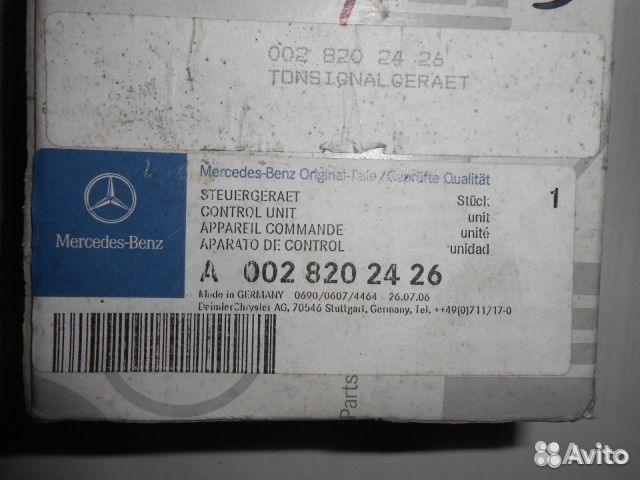 002 820 24 26
TONSIGNALGERAET
Mercedes-Benz Original-Teile/Geprüfte Qualität
STEUERGERAET Stück 1
CONTROL UNIT unit
APPAREIL COMMANDE unité
APARATO DE CONTROL unidad
Mercedes-Benz
A 002 820 24 26
Made in GERMANY 0690/0607/4464 26.07.06
DaimlerChrysler AG, 70546 Stuttgart, Germany, Tel. ++49(0)711/17-0
Parts
Avito